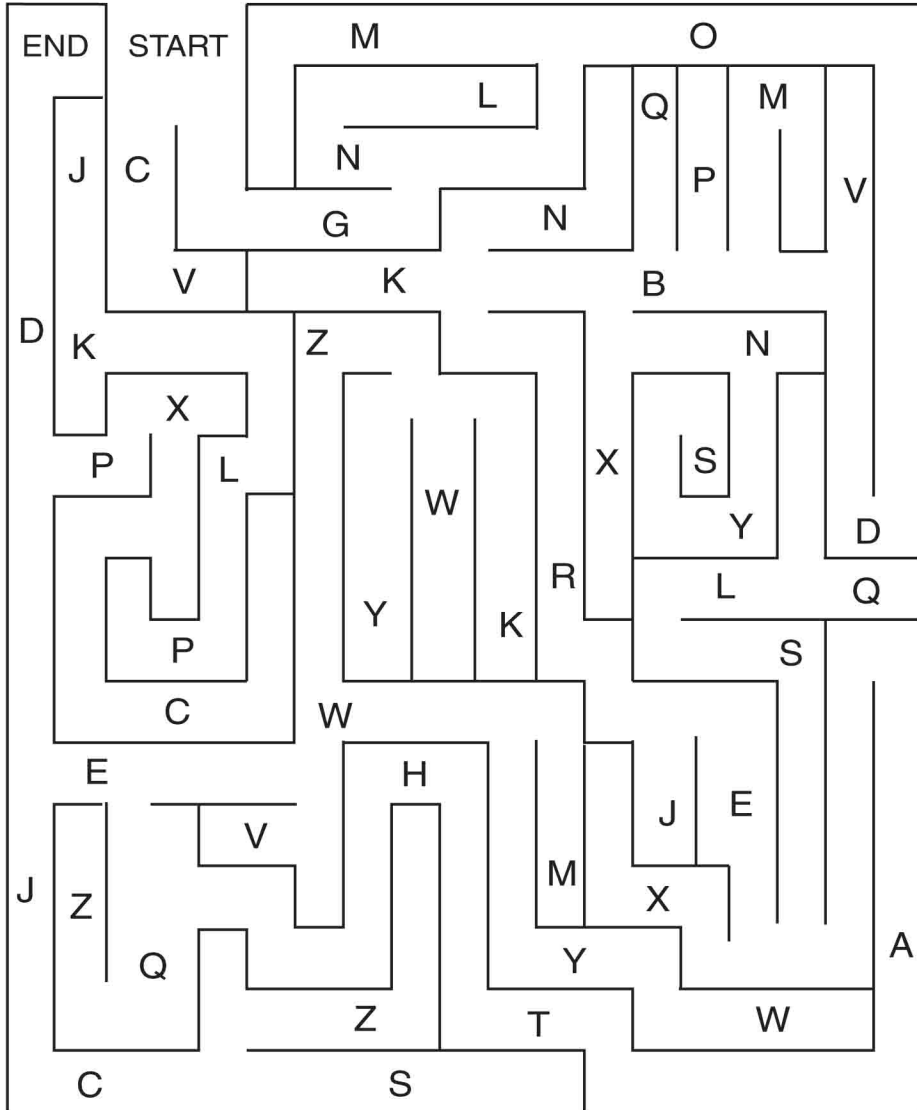 END START M O
L Q M
J C N P V
G N
V K B
D K Z N
X
P L X S
W Y D
R L Q
Y K
P S
C W
E H
V J E
J Z M X
Q Y A
Z T W
C S